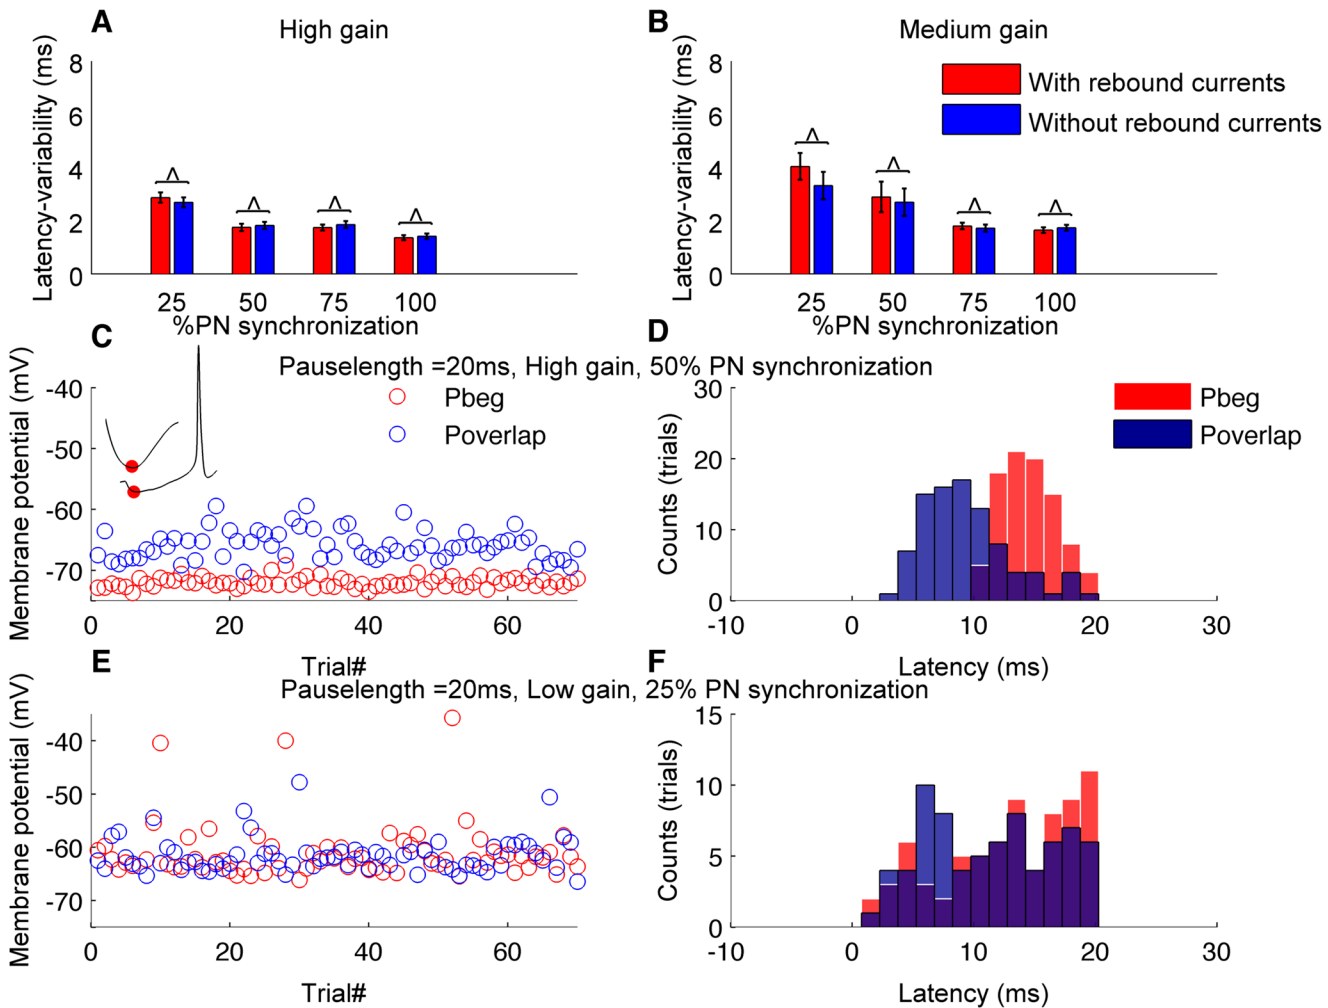 A
High gain
Latency-variability (ms)
8
6
4
2
0
Λ
Λ
Λ
Λ
25 50 75 100
%PN synchronization
B
Medium gain
Latency-variability (ms)
8
6
4
2
0
With rebound currents
Without rebound currents
Λ
Λ
Λ
Λ
25 50 75 100
%PN synchronization
C
D
Pauselength =20ms, High gain, 50% PN synchronization
Membrane potential (mV)
-40
-50
-60
-70
Pbeg
Poverlap
0 20 40 60
Trial#
Counts (trials)
30
20
10
0
Pbeg
Poverlap
-10 0 10 20 30
Latency (ms)
E
F
Pauselength =20ms, Low gain, 25% PN synchronization
Membrane potential (mV)
-40
-50
-60
-70
0 20 40 60
Trial#
Counts (trials)
15
10
5
0
-10 0 10 20 30
Latency (ms)